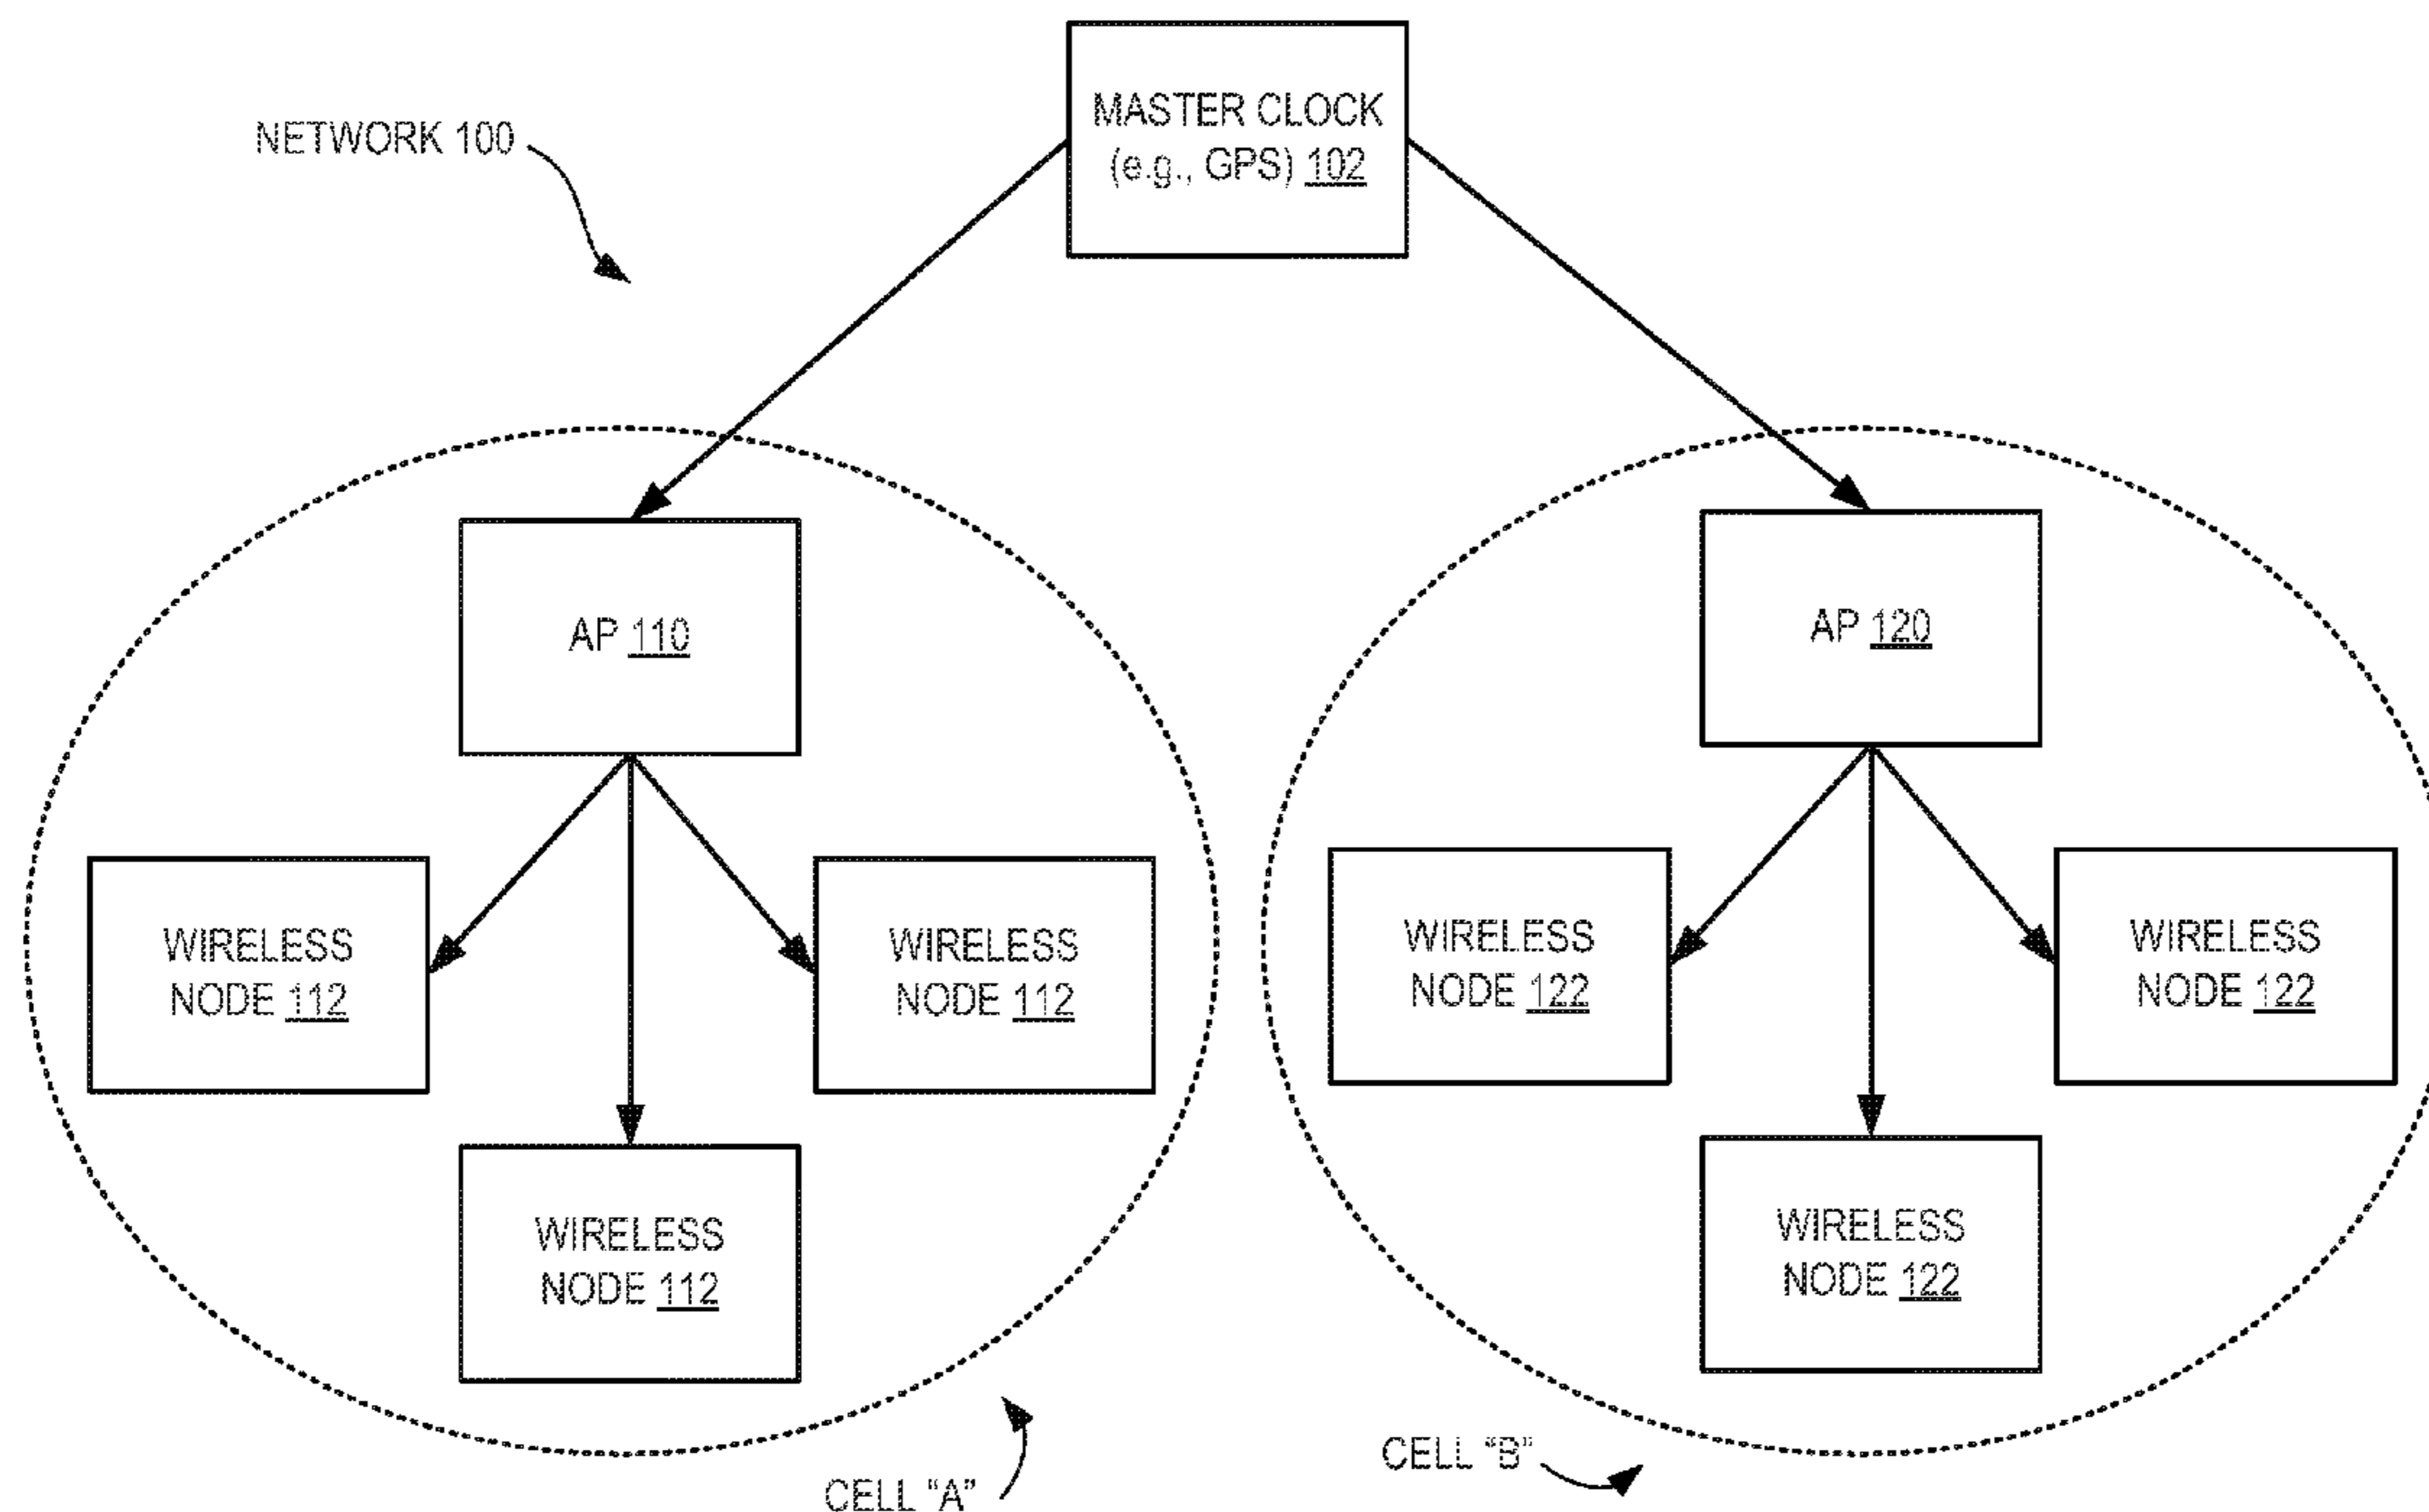 NETWORK 100
MASTER CLOCK
(e.g., GPS) 102
AP 110
AP 120
WIRELESS
NODE 112
WIRELESS
NODE 112
WIRELESS
NODE 122
WIRELESS
NODE 122
WIRELESS
NODE 112
WIRELESS
NODE 122
CELL "A"
CELL "B"